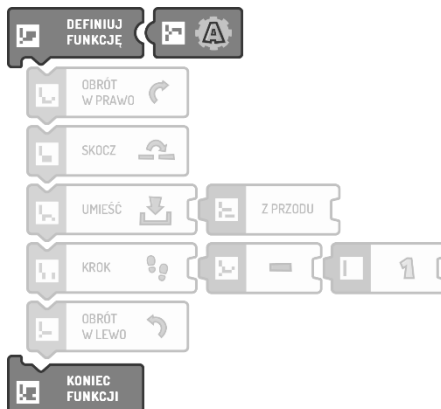 DEFINIUJ
FUNKCJĘ
A
OBRÓT
W PRAWO
SKOCZ
UMIEŚĆ
Z PRZODU
KROK
1
OBRÓT
W LEWO
KONIEC
FUNKCJI